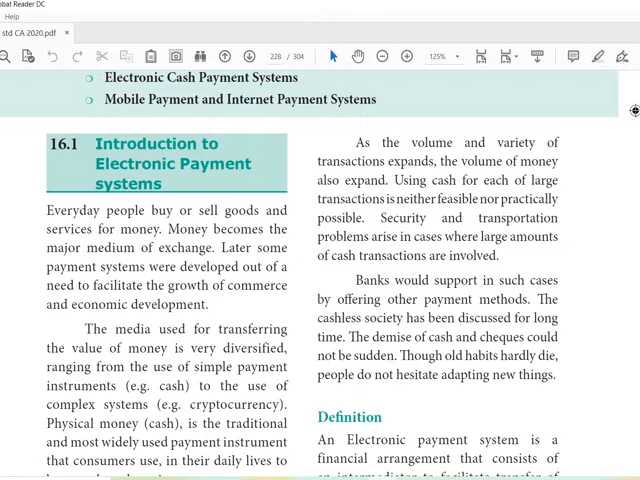 obat Reader DC
Help
std CA 2020.pdf ×
228 / 304
125%
Electronic Cash Payment Systems
Mobile Payment and Internet Payment Systems
16.1 Introduction to
Electronic Payment
systems
Everyday people buy or sell goods and
services for money. Money becomes the
major medium of exchange. Later some
payment systems were developed out of a
need to facilitate the growth of commerce
and economic development.
The media used for transferring
the value of money is very diversified,
ranging from the use of simple payment
instruments (e.g. cash) to the use of
complex systems (e.g. cryptocurrency).
Physical money (cash), is the traditional
and most widely used payment instrument
that consumers use, in their daily lives to
As the volume and variety of
transactions expands, the volume of money
also expand. Using cash for each of large
transactions is neither feasible nor practically
possible. Security and transportation
problems arise in cases where large amounts
of cash transactions are involved.
Banks would support in such cases
by offering other payment methods. The
cashless society has been discussed for long
time. The demise of cash and cheques could
not be sudden. Though old habits hardly die,
people do not hesitate adapting new things.
Definition
An Electronic payment system is a
financial arrangement that consists of
an intermediator to facilitate transfer of